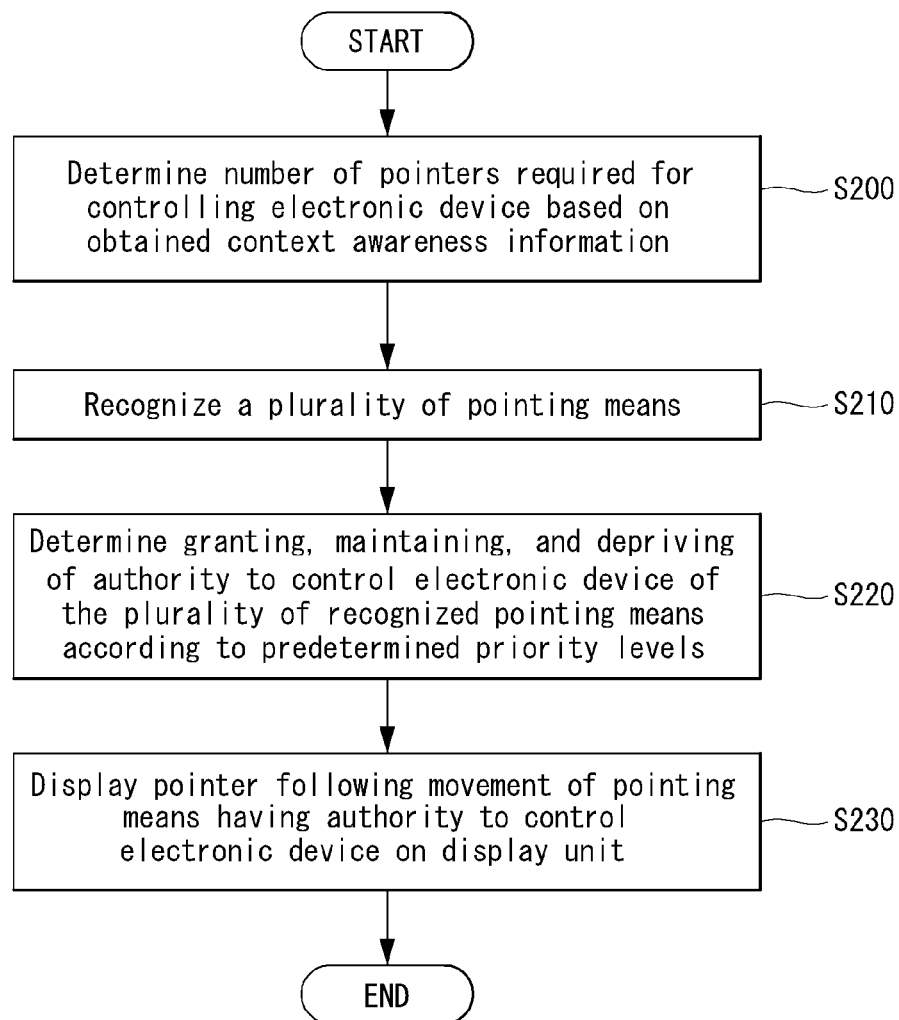 START
Determine number of pointers required for
controlling electronic device based on
obtained context awareness information
S200
Recognize a plurality of pointing means
S210
Determine granting, maintaining, and depriving
of authority to control electronic device of
the plurality of recognized pointing means
according to predetermined priority levels
S220
Display pointer following movement of pointing
means having authority to control
electronic device on display unit
S230
END